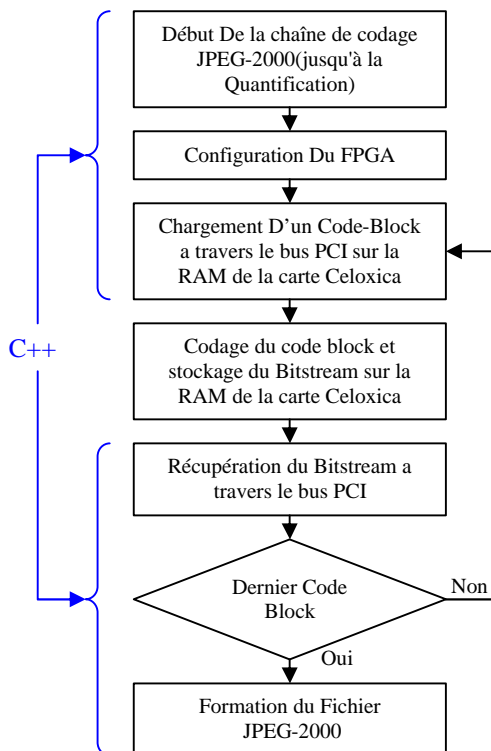 Début De la chaîne de codage
JPEG-2000(jusqu'à la
Quantification)
Configuration Du FPGA
Chargement D'un Code-Block
a travers le bus PCI sur la
RAM de la carte Celoxica
C++
Codage du code block et
stockage du Bitstream sur la
RAM de la carte Celoxica
Récupération du Bitstream a
travers le bus PCI
Dernier Code
Block
Non
Oui
Formation du Fichier
JPEG-2000